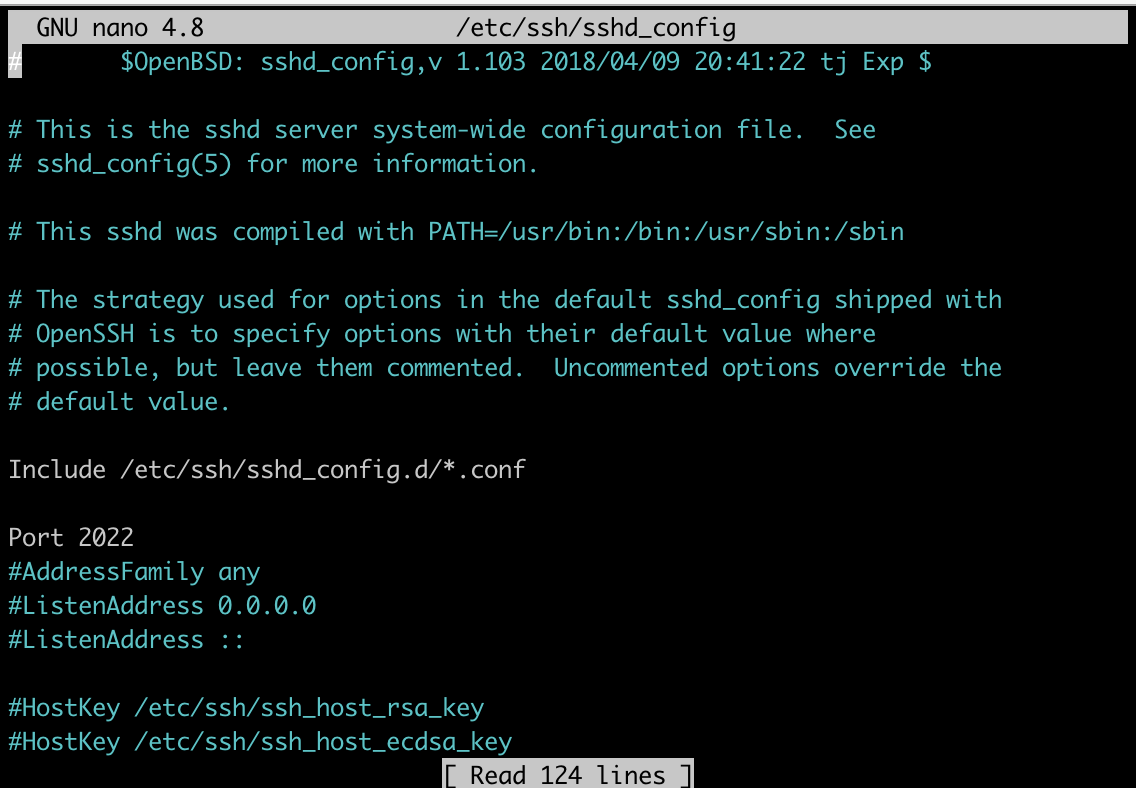 GNU nano 4.8 /etc/ssh/sshd_config
# $OpenBSD: sshd_config,v 1.103 2018/04/09 20:41:22 tj Exp $
# This is the sshd server system-wide configuration file.  See
# sshd_config(5) for more information.
# This sshd was compiled with PATH=/usr/bin:/bin:/usr/sbin:/sbin
# The strategy used for options in the default sshd_config shipped with
# OpenSSH is to specify options with their default value where
# possible, but leave them commented.  Uncommented options override the
# default value.
Include /etc/ssh/sshd_config.d/*.conf
Port 2022
#AddressFamily any
#ListenAddress 0.0.0.0
#ListenAddress ::
#HostKey /etc/ssh/ssh_host_rsa_key
#HostKey /etc/ssh/ssh_host_ecdsa_key
[ Read 124 lines ]